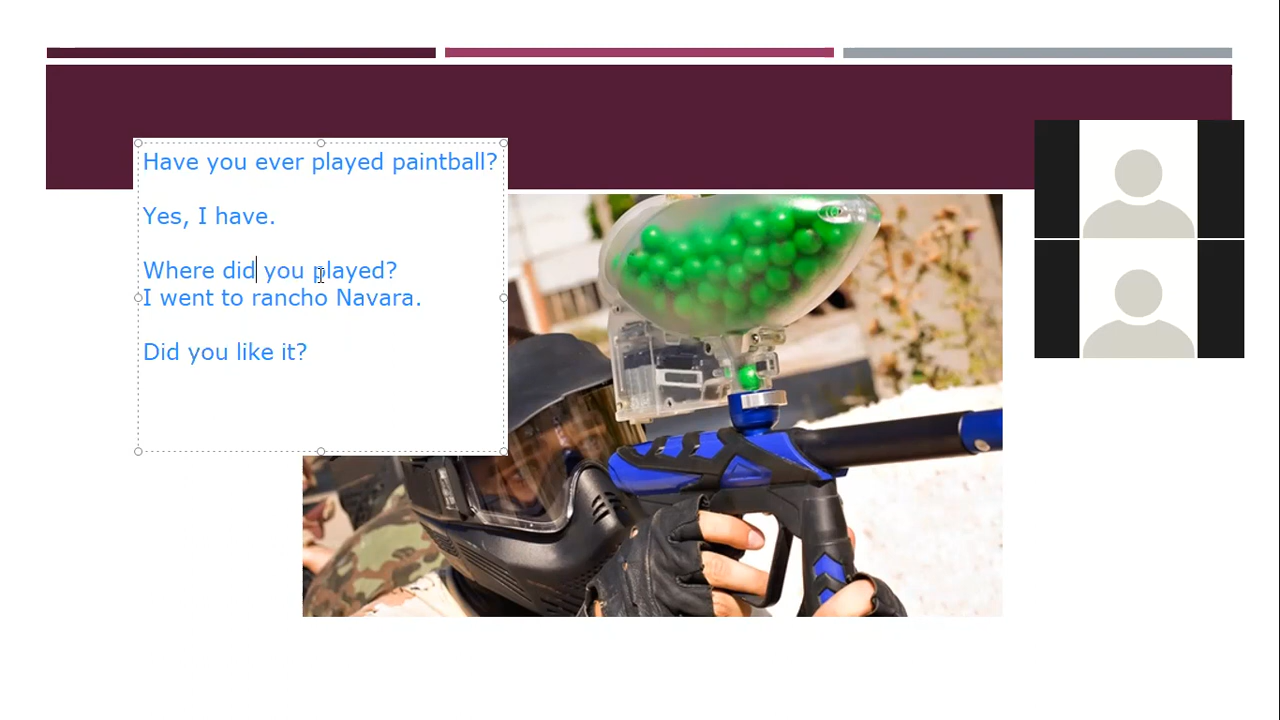 Have you ever played paintball?
Yes, I have.
Where did you played?
I went to rancho Navara.
Did you like it?